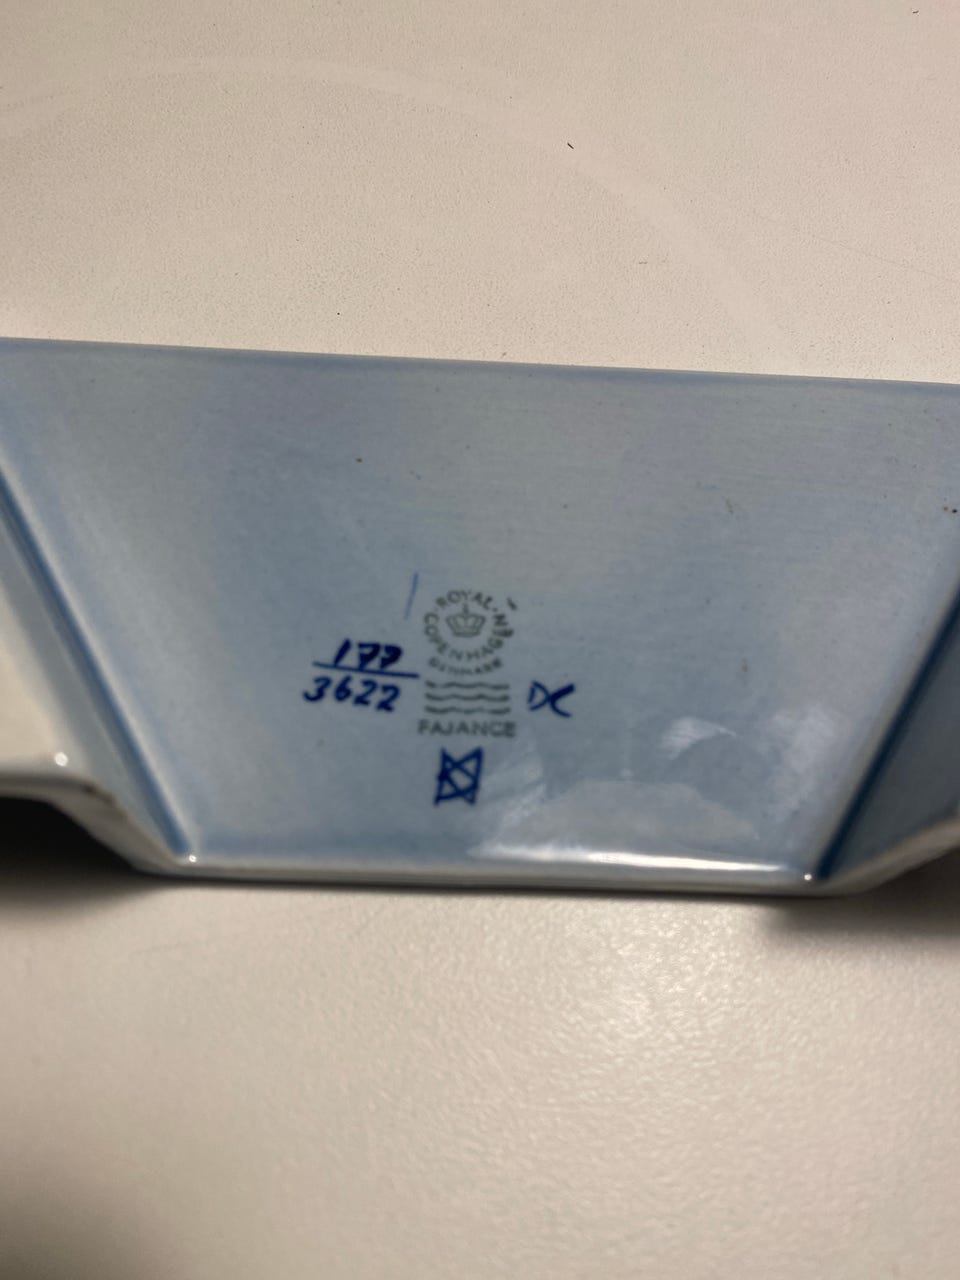 ROYAL
COPENHAGEN
DENMARK
177
3622
FAJANCE